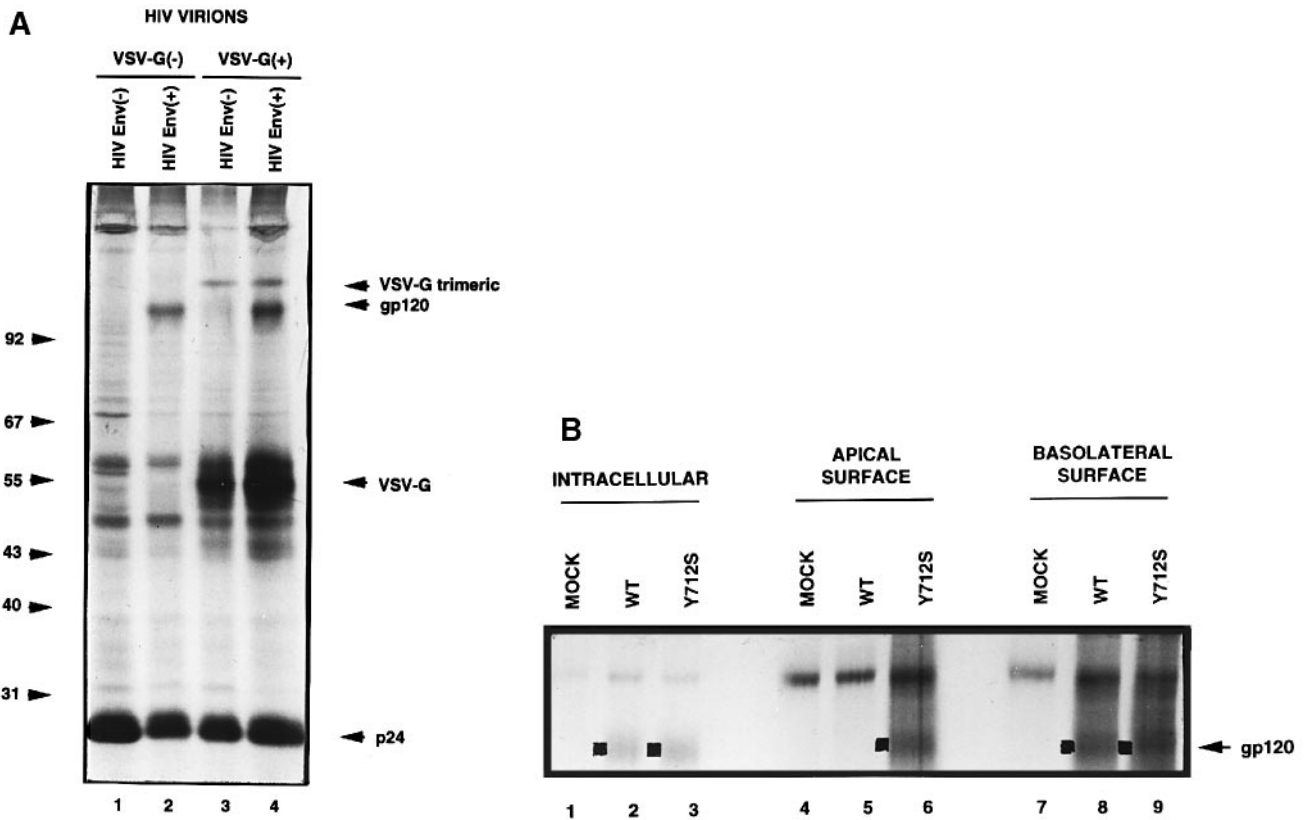 A
HIV VIRIONS
VSV-G(-) VSV-G(+)
HIV Env(-) HIV Env(+) HIV Env(-) HIV Env(+)
VSV-G trimeric
gp120
92
67
55
VSV-G
43
40
31
p24
1 2 3 4
B
INTRACELLULAR
APICAL
SURFACE
BASOLATERAL
SURFACE
MOCK WT Y712S MOCK WT Y712S MOCK WT Y712S
gp120
1 2 3 4 5 6 7 8 9